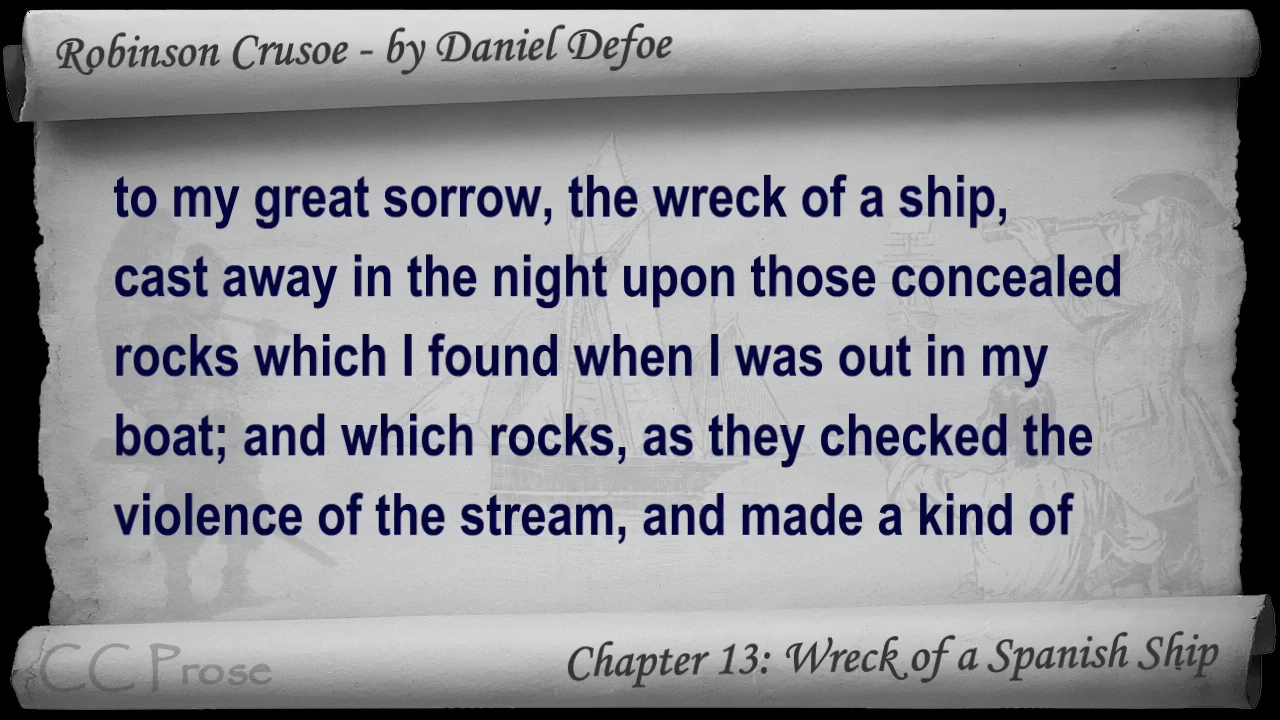 Robinson Crusoe - by Daniel Defoe
to my great sorrow, the wreck of a ship,
cast away in the night upon those concealed
rocks which I found when I was out in my
boat; and which rocks, as they checked the
violence of the stream, and made a kind of
CC Prose
Chapter 13: Wreck of a Spanish Ship